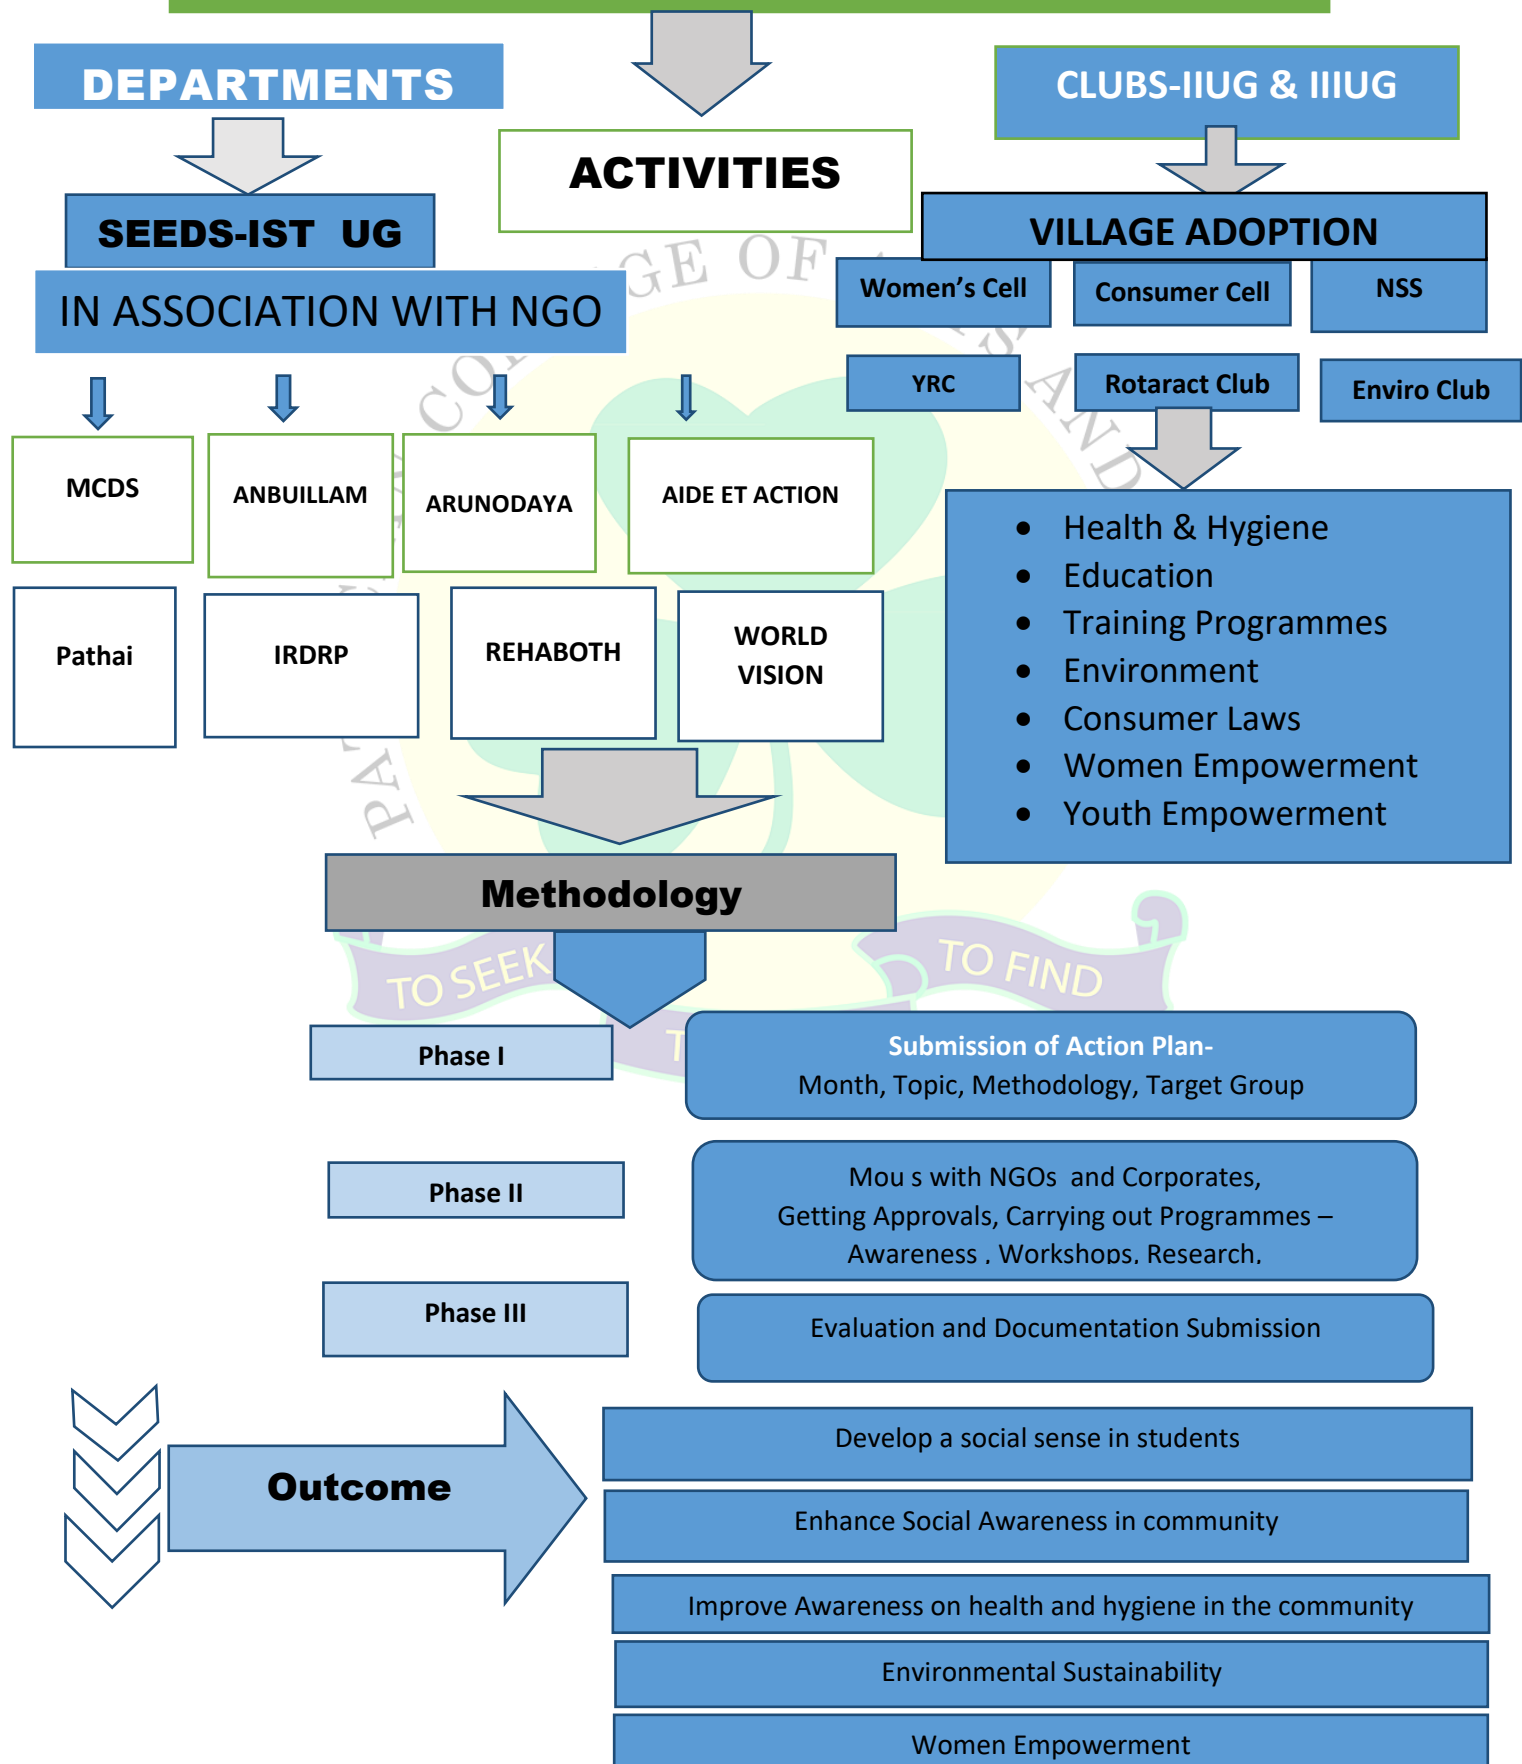 DEPARTMENTS
CLUBS-IIUG & IIIUG
ACTIVITIES
SEEDS-IST UG
VILLAGE ADOPTION
IN ASSOCIATION WITH NGO
Women's Cell
Consumer Cell
NSS
YRC
Rotaract Club
Enviro Club
MCDS
ANBUILLAM
ARUNODAYA
AIDE ET ACTION
Pathai
IRDRP
REHABOTH
WORLD
VISION
• Health & Hygiene
• Education
• Training Programmes
• Environment
• Consumer Laws
• Women Empowerment
• Youth Empowerment
Methodology
TO SEEK
TO FIND
Phase I
Submission of Action Plan-
Month, Topic, Methodology, Target Group
Phase II
Mou s with NGOs and Corporates,
Getting Approvals, Carrying out Programmes –
Awareness , Workshops, Research,
Phase III
Evaluation and Documentation Submission
Outcome
Develop a social sense in students
Enhance Social Awareness in community
Improve Awareness on health and hygiene in the community
Environmental Sustainability
Women Empowerment